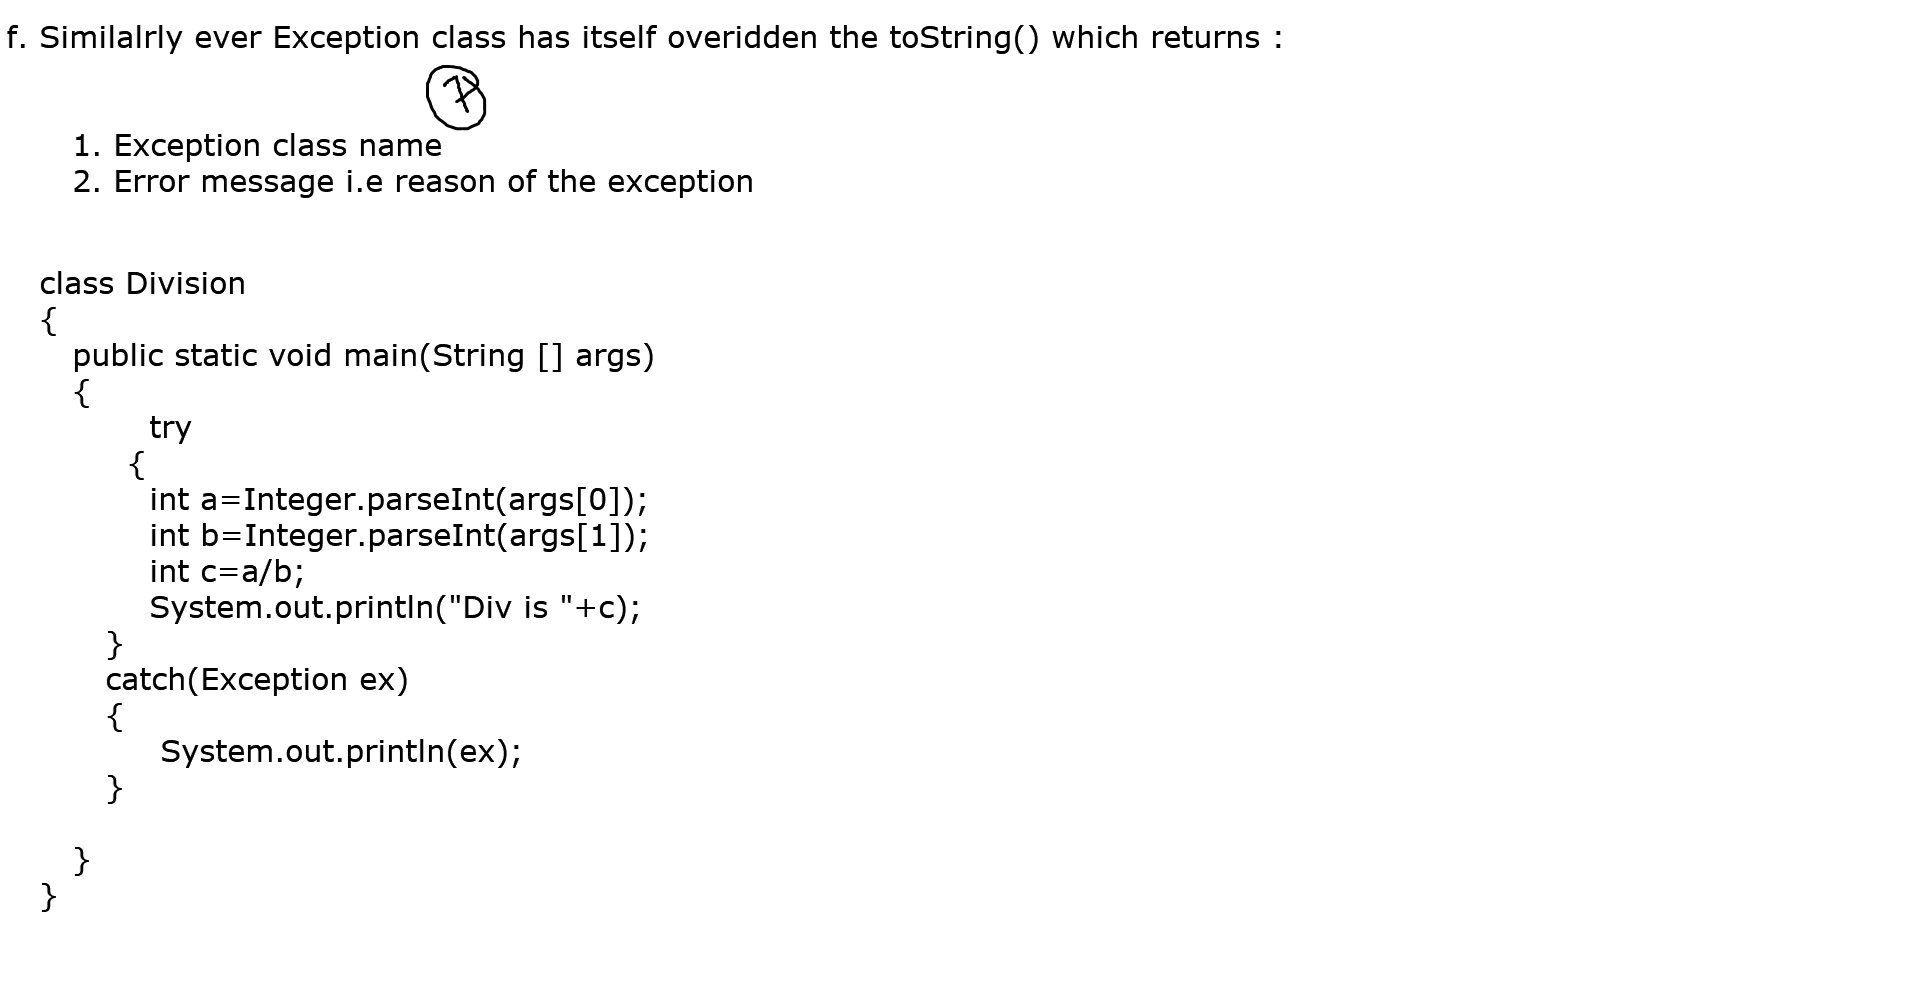 f. Similalrly ever Exception class has itself overidden the toString() which returns :
1. Exception class name
2. Error message i.e reason of the exception
class Division
{
public static void main(String [] args)
{
try
{
int a=Integer.parseInt(args[0]);
int b=Integer.parseInt(args[1]);
int c=a/b;
System.out.println("Div is "+c);
}
catch(Exception ex)
{
System.out.println(ex);
}
}
}